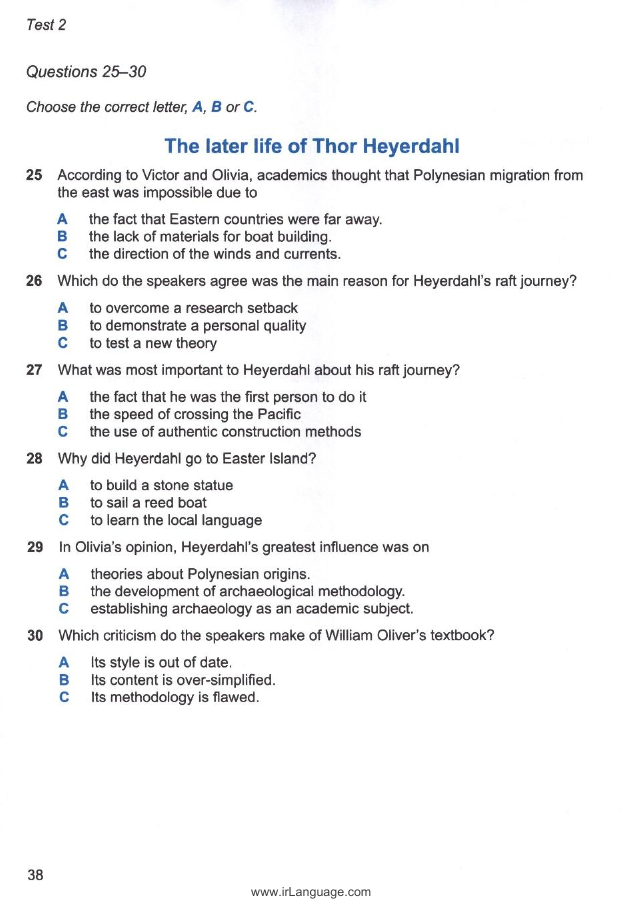 Test 2
Questions 25–30
Choose the correct letter, A, B or C.
The later life of Thor Heyerdahl
25 According to Victor and Olivia, academics thought that Polynesian migration from
the east was impossible due to
A the fact that Eastern countries were far away.
B the lack of materials for boat building.
C the direction of the winds and currents.
26 Which do the speakers agree was the main reason for Heyerdahl's raft journey?
A to overcome a research setback
B to demonstrate a personal quality
C to test a new theory
27 What was most important to Heyerdahl about his raft journey?
A the fact that he was the first person to do it
B the speed of crossing the Pacific
C the use of authentic construction methods
28 Why did Heyerdahl go to Easter Island?
A to build a stone statue
B to sail a reed boat
C to learn the local language
29 In Olivia's opinion, Heyerdahl's greatest influence was on
A theories about Polynesian origins.
B the development of archaeological methodology.
C establishing archaeology as an academic subject.
30 Which criticism do the speakers make of William Oliver's textbook?
A Its style is out of date.
B Its content is over-simplified.
C Its methodology is flawed.
38
www.irLanguage.com